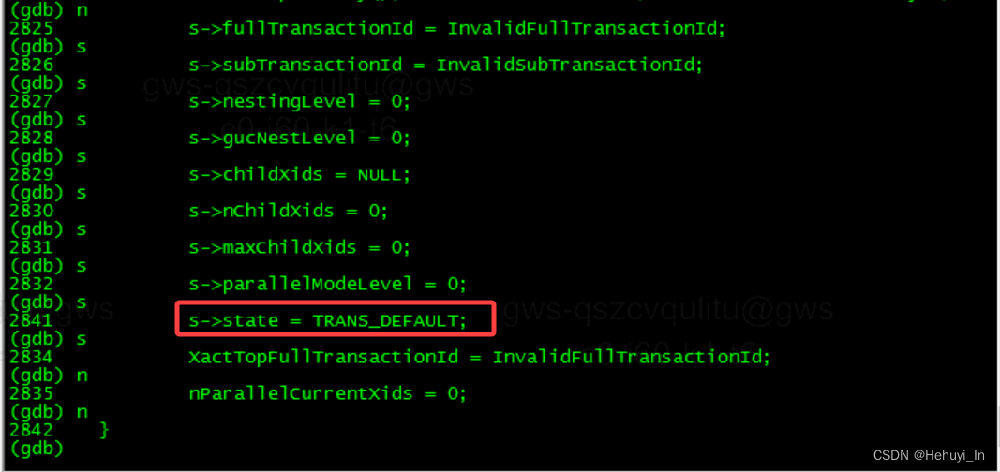 (gdb) n
2825            s->fullTransactionId = InvalidFullTransactionId;
(gdb) s
2826            s->subTransactionId = InvalidSubTransactionId;
(gdb) s
gws-qszcvqulitu@gws
2827            s->nestingLevel = 0;
(gdb) s
2828            s->gucNestLevel = 0;
(gdb) s
2829            s->childXids = NULL;
(gdb) s
2830            s->nChildXids = 0;
(gdb) s
2831            s->maxChildXids = 0;
(gdb) s
2832            s->parallelModeLevel = 0;
(gdb) s
gws-qszcvqulitu@gws
2841            s->state = TRANS_DEFAULT;
(gdb) s
2834            XactTopFullTransactionId = InvalidFullTransactionId;
(gdb) n
2835            nParallelCurrentXids = 0;
(gdb) n
2842    }
(gdb)
CSDN @Hehuyi_In